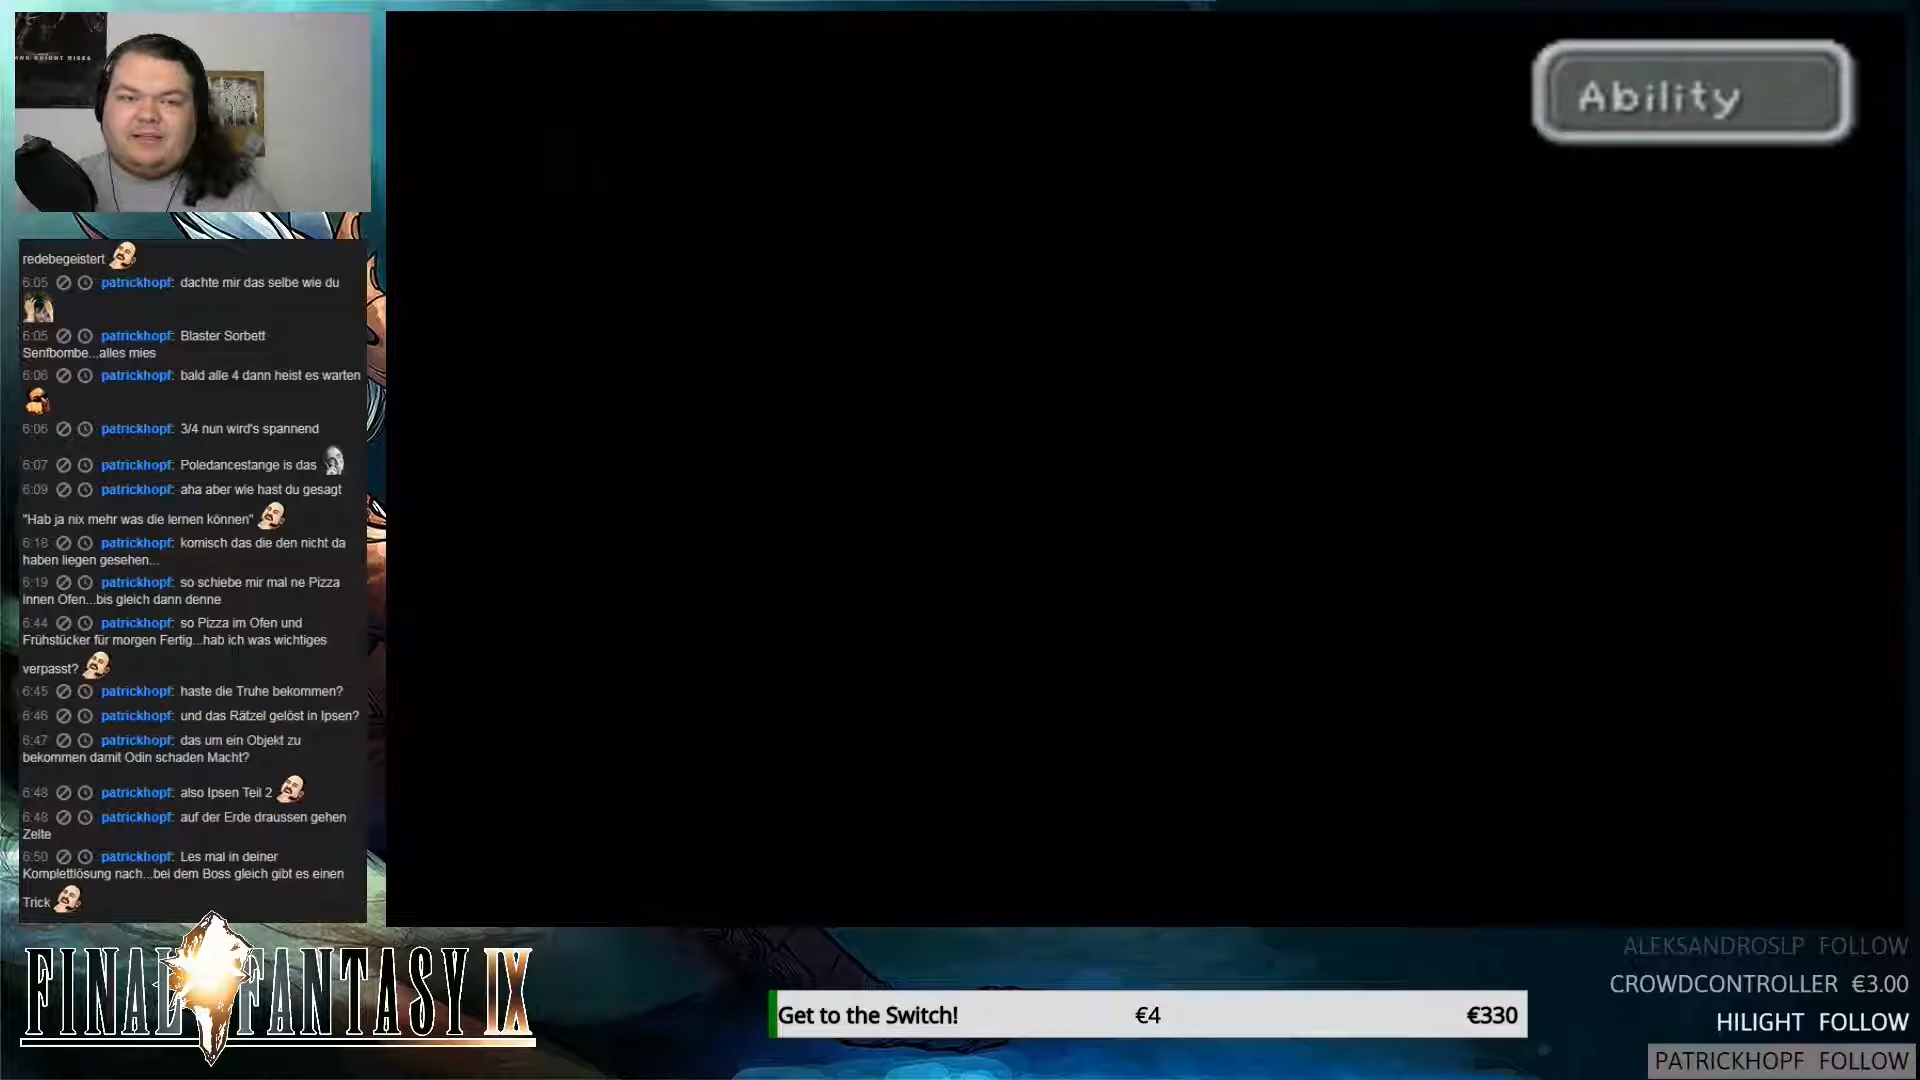 ARK KNIGHT RISES
Ability
redebegeistert
6:05 patrickhopf: dachte mir das selbe wie du
6:05 patrickhopf: Blaster Sorbett
Senfbombe...alles mies
6:06 patrickhopf: bald alle 4 dann heist es warten
6:06 patrickhopf: 3/4 nun wird's spannend
6:07 patrickhopf: Poledancestange is das
6:09 patrickhopf: aha aber wie hast du gesagt
"Hab ja nix mehr was die lernen können"
6:18 patrickhopf: komisch das die den nicht da
haben liegen gesehen...
6:19 patrickhopf: so schiebe mir mal ne Pizza
innen Ofen...bis gleich dann denne
6:44 patrickhopf: so Pizza im Ofen und
Frühstücker für morgen Fertig...hab ich was wichtiges
verpasst?
6:45 patrickhopf: haste die Truhe bekommen?
6:46 patrickhopf: und das Rätzel gelöst in Ipsen?
6:47 patrickhopf: das um ein Objekt zu
bekommen damit Odin schaden Macht?
6:48 patrickhopf: also Ipsen Teil 2
6:48 patrickhopf: auf der Erde draussen gehen
Zelte
6:50 patrickhopf: Les mal in deiner
Komplettlösung nach...bei dem Boss gleich gibt es einen
Trick
FINAL FANTASY IX
Get to the Switch! €4 €330
ALEKSANDROSLP FOLLOW
CROWDCONTROLLER €3.00
HILIGHT FOLLOW
PATRICKHOPF FOLLOW